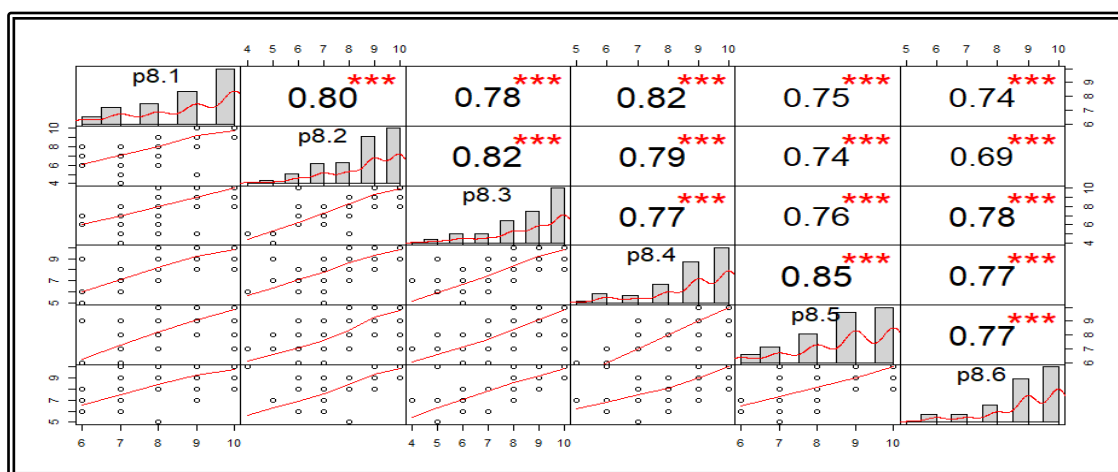 4 5 6 7 8 9 10 5 6 7 8 9 10 5 6 7 8 9 10
p8.1 0.80 *** 0.78 *** 0.82 *** 0.75 *** 0.74 *** 6 7 8 9
4 6 8 10 p8.2 0.82 *** 0.79 *** 0.74 *** 0.69 ***
p8.3 0.77 *** 0.76 *** 0.78 *** 4 6 8 10
5 7 9 p8.4 0.85 *** 0.77 ***
p8.5 0.77 *** 6 7 8 9
5 7 9 p8.6
6 7 8 9 10 4 5 6 7 8 9 10 6 7 8 9 10